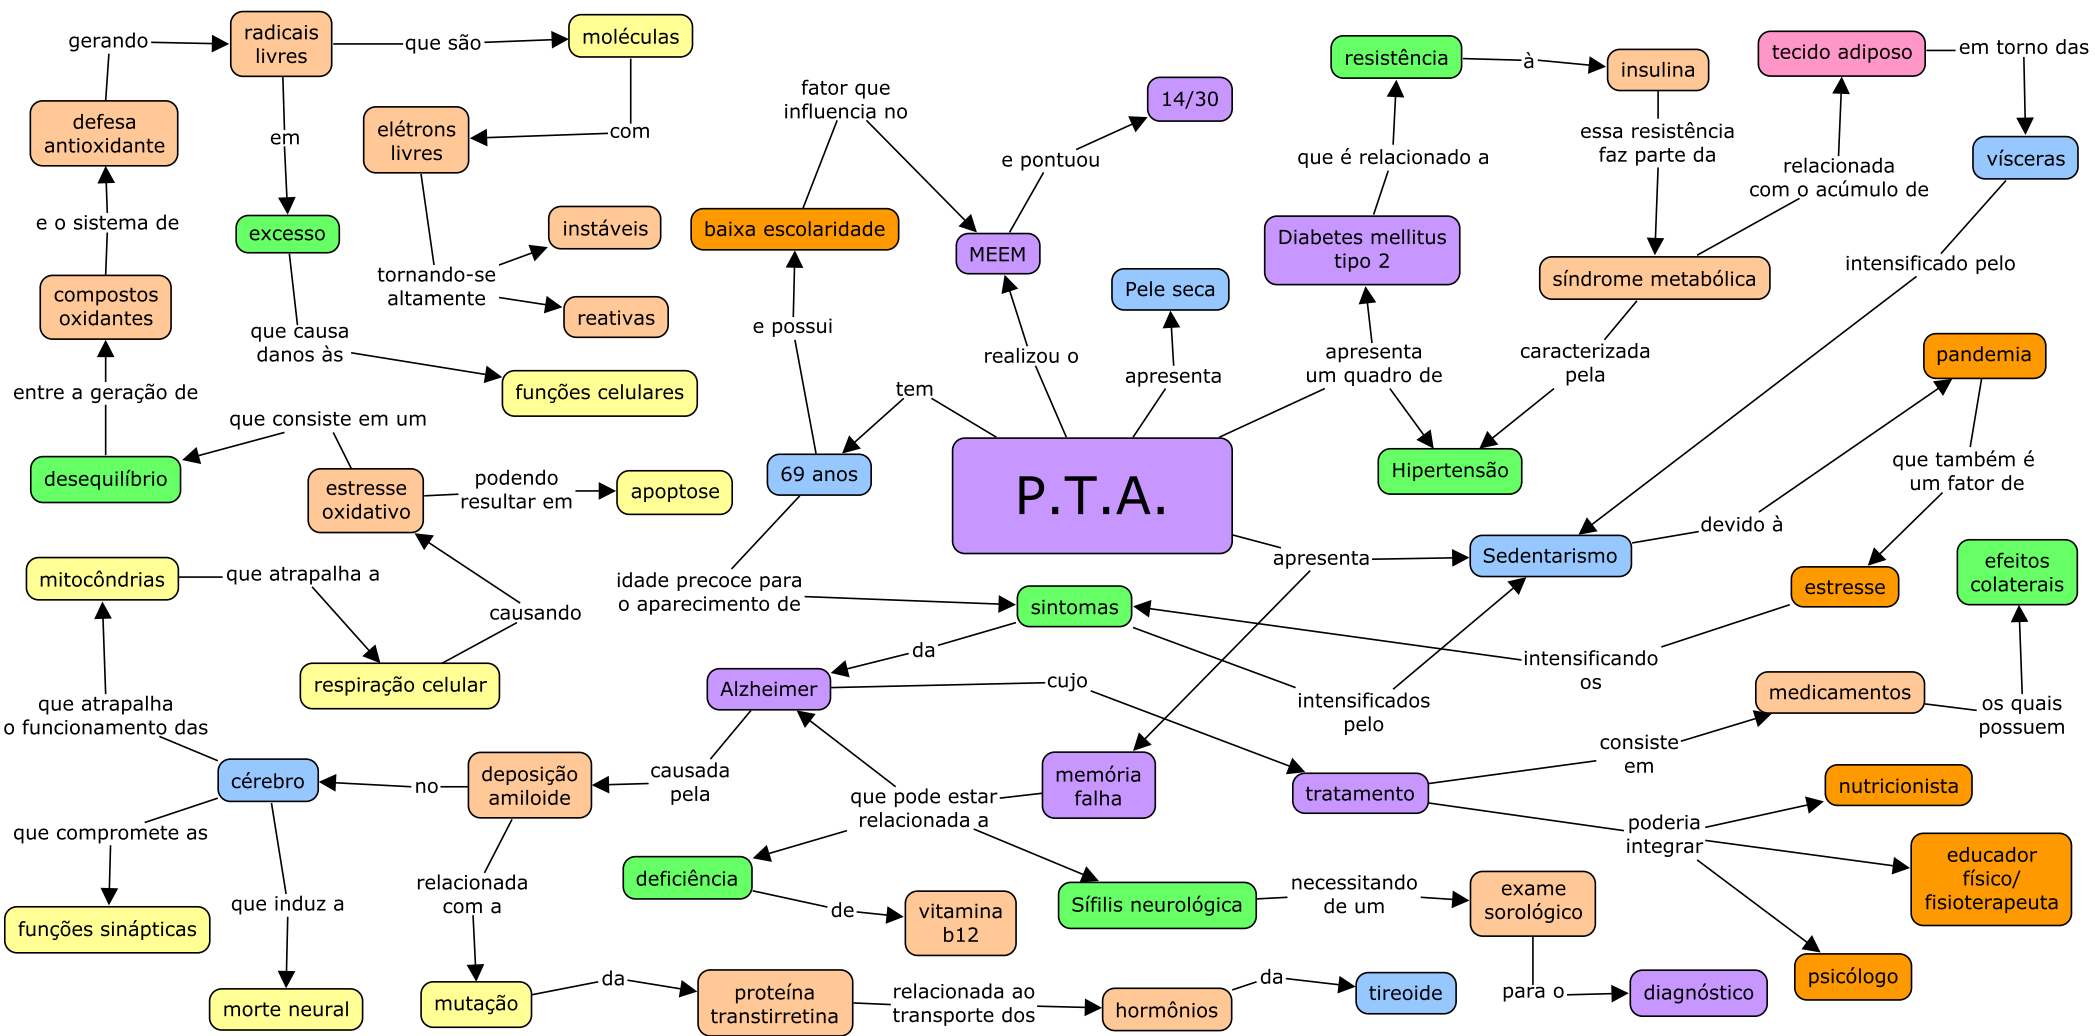 gerando
radicais
livres
que são
moléculas
defesa
antioxidante
em
elétrons
livres
com
e o sistema de
excesso
instáveis
tornando-se
altamente
reativas
compostos
oxidantes
que causa
danos às
funções celulares
entre a geração de
que consiste em um
desequilíbrio
estresse
oxidativo
podendo
resultar em
apoptose
mitocôndrias
que atrapalha a
causando
respiração celular
que atrapalha
o funcionamento das
cérebro
no
deposição
amiloide
causada
pela
que compromete as
funções sinápticas
que induz a
morte neural
relacionada
com a
mutação
da
proteína
transtirretina
relacionada ao
transporte dos
hormônios
da
tireoide
fator que
influencia no
baixa escolaridade
e possui
69 anos
tem
idade precoce para
o aparecimento de
MEEM
e pontuou
14/30
realizou o
Pele seca
apresenta
P.T.A.
apresenta
um quadro de
Diabetes mellitus
tipo 2
que é relacionado a
resistência
à
insulina
essa resistência
faz parte da
síndrome metabólica
caracterizada
pela
Hipertensão
relacionada
com o acúmulo de
tecido adiposo
em torno das
vísceras
intensificado pelo
pandemia
que também é
um fator de
devido à
Sedentarismo
apresenta
estresse
intensificando
os
sintomas
da
Alzheimer
cujo
intensificados
pelo
memória
falha
que pode estar
relacionada a
deficiência
de
vitamina
b12
Sífilis neurológica
necessitando
de um
exame
sorológico
para o
diagnóstico
tratamento
consiste
em
medicamentos
os quais
possuem
efeitos
colaterais
poderia
integrar
nutricionista
educador
físico/
fisioterapeuta
psicólogo